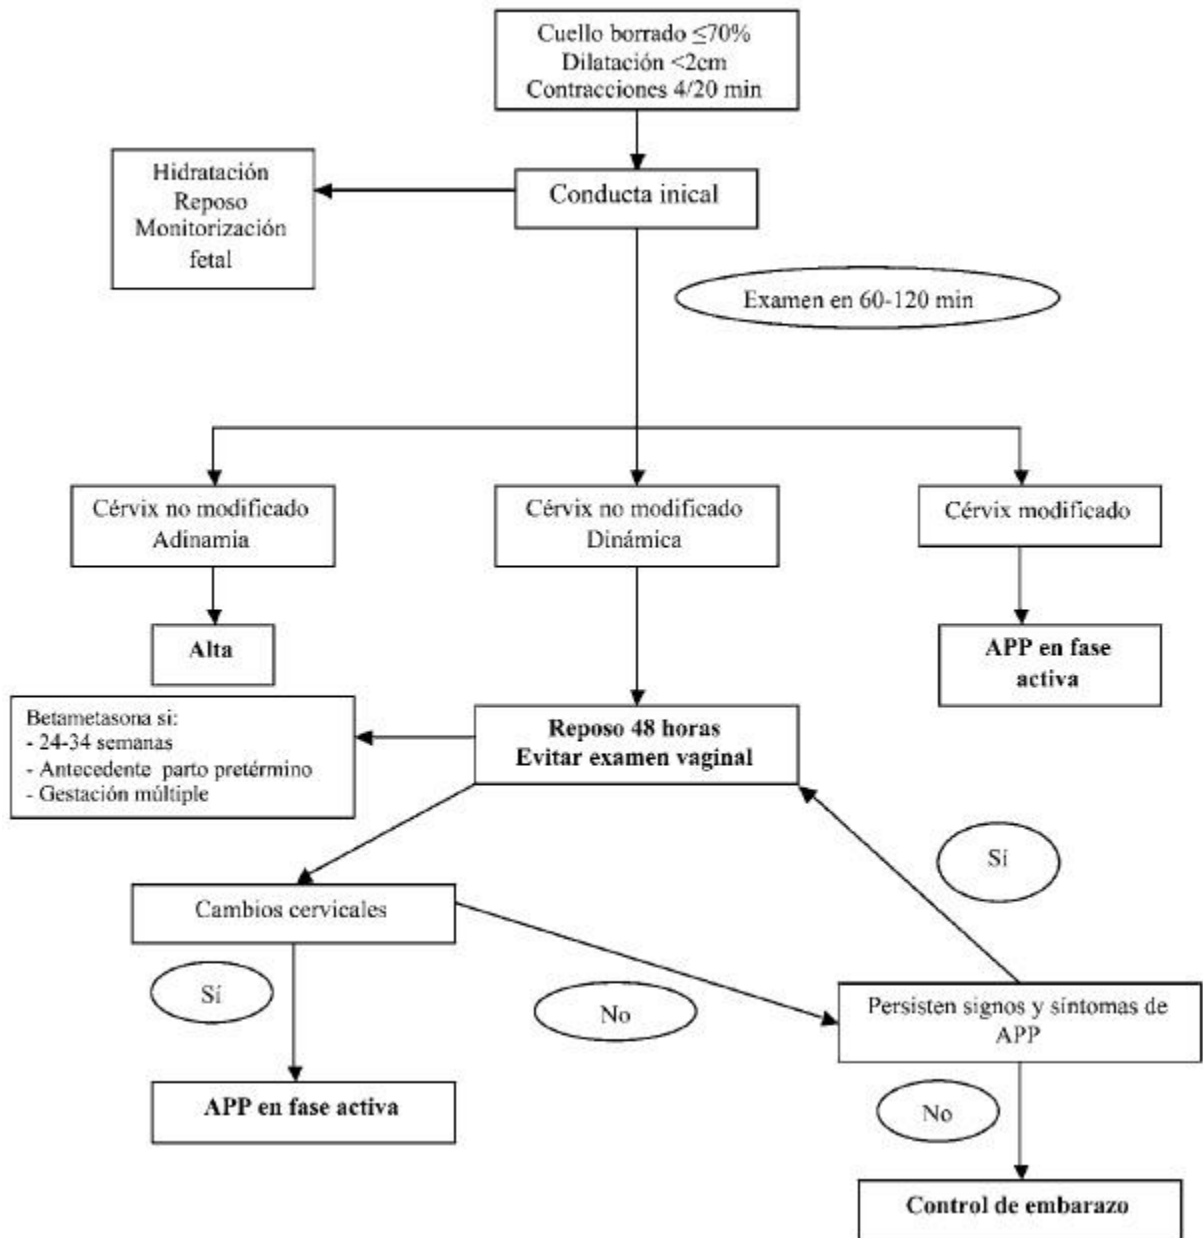 Cuello borrado ≤70%
Dilatación <2cm
Contracciones 4/20 min
Hidratación
Reposo
Monitorización
fetal
Conducta inical
Examen en 60-120 min
Cérvix no modificado
Adinamia
Cérvix no modificado
Dinámica
Cérvix modificado
Alta
APP en fase
activa
Betametasona si:
- 24-34 semanas
- Antecedente parto pretérmino
- Gestación múltiple
Reposo 48 horas
Evitar examen vaginal
Sí
Cambios cervicales
Sí
No
Persisten signos y síntomas de
APP
APP en fase activa
No
Control de embarazo